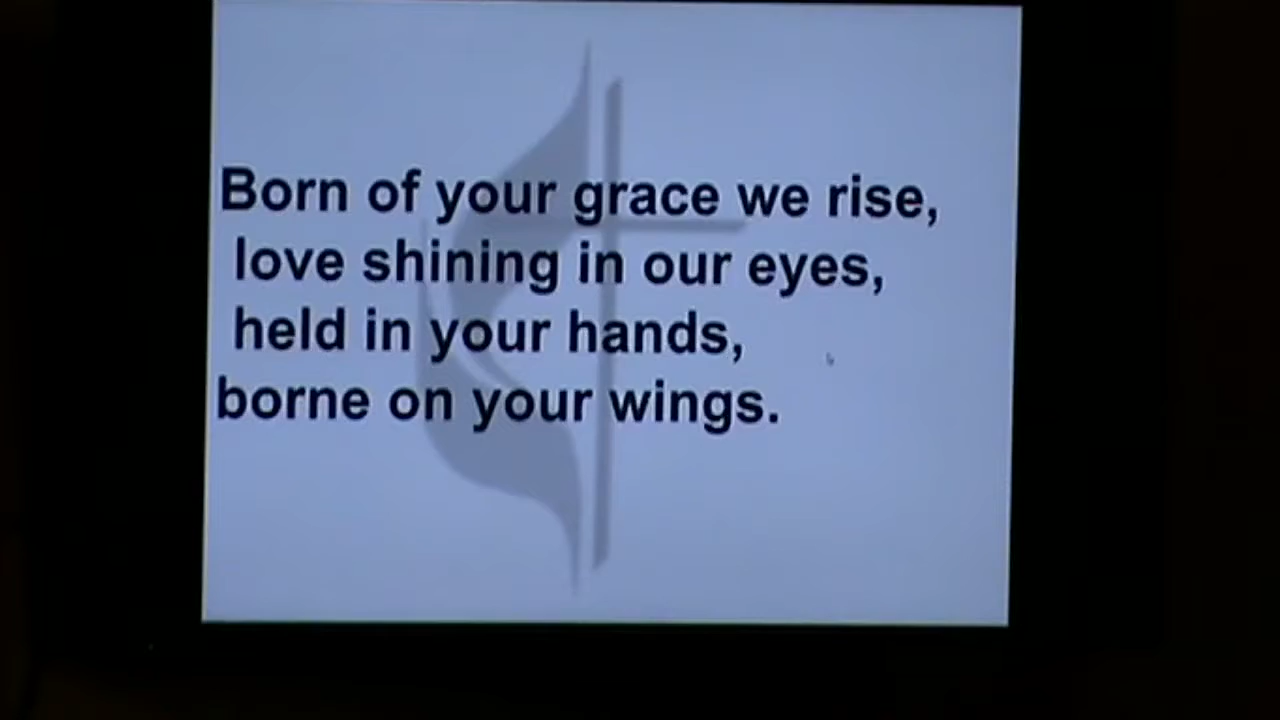 Born of your grace we rise,
love shining in our eyes,
held in your hands,
borne on your wings.